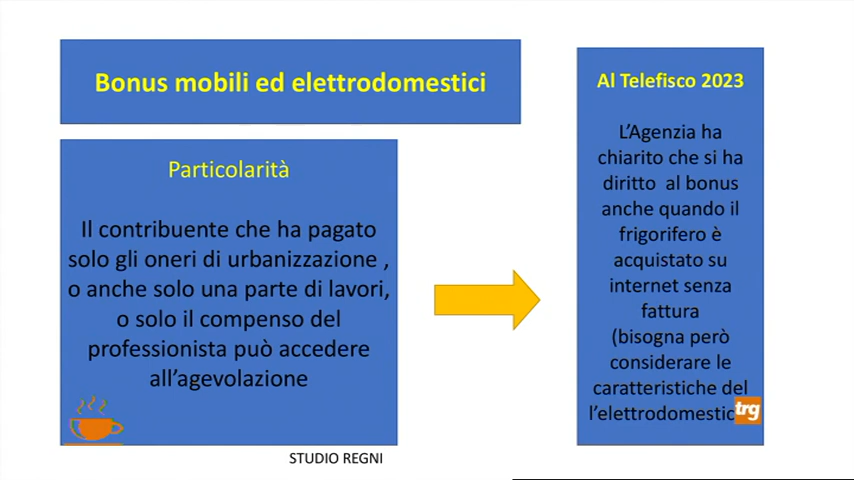 Bonus mobili ed elettrodomestici
Particolarità
Il contribuente che ha pagato
solo gli oneri di urbanizzazione ,
o anche solo una parte di lavori,
o solo il compenso del
professionista può accedere
all'agevolazione
Al Telefisco 2023
L'Agenzia ha
chiarito che si ha
diritto al bonus
anche quando il
frigorifero è
acquistato su
internet senza
fattura
(bisogna però
considerare le
caratteristiche del
trg
STUDIO REGNI